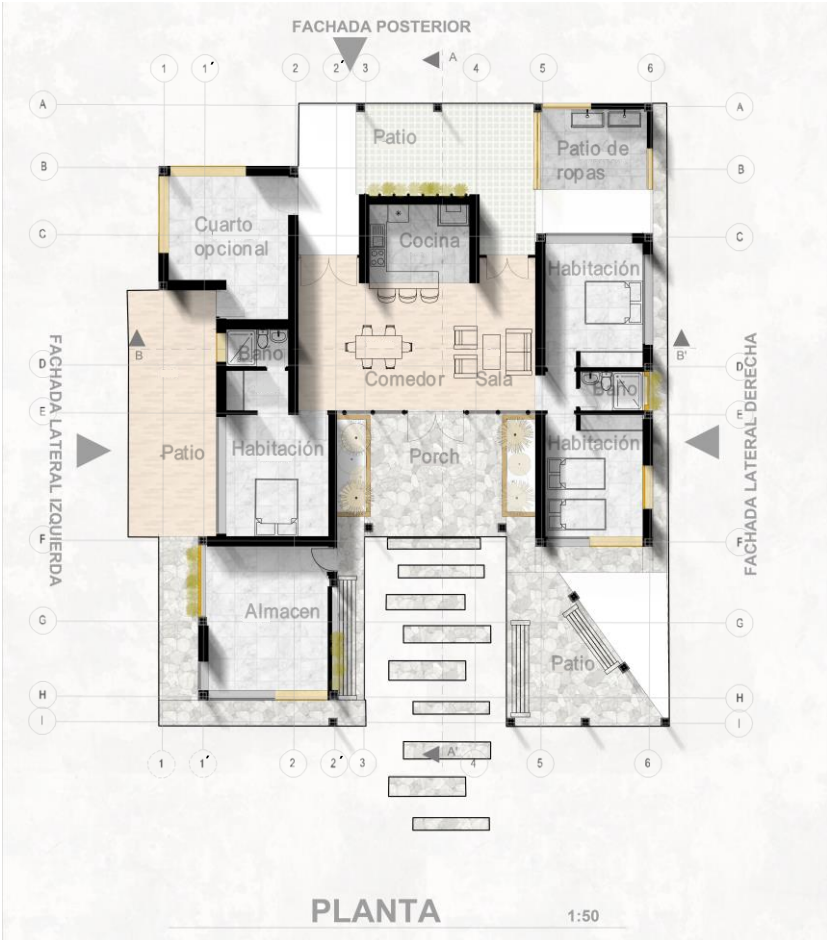 FACHADA POSTERIOR
A
1 1´ 2 2´ 3 4 5 6
A A
Patio
Patio de
ropas
B B
Cuarto
opcional
Cocina
C C
Habitación
FACHADA LATERAL IZQUIERDA
FACHADA LATERAL DERECHA
B B'
Baño
D D
Comedor Sala
Baño
E E
Patio
Habitación
Porch
Habitación
F F
Almacen
G G
Patio
H H
I I
A'
1 1´ 2 2´ 3 4 5 6
PLANTA 1:50